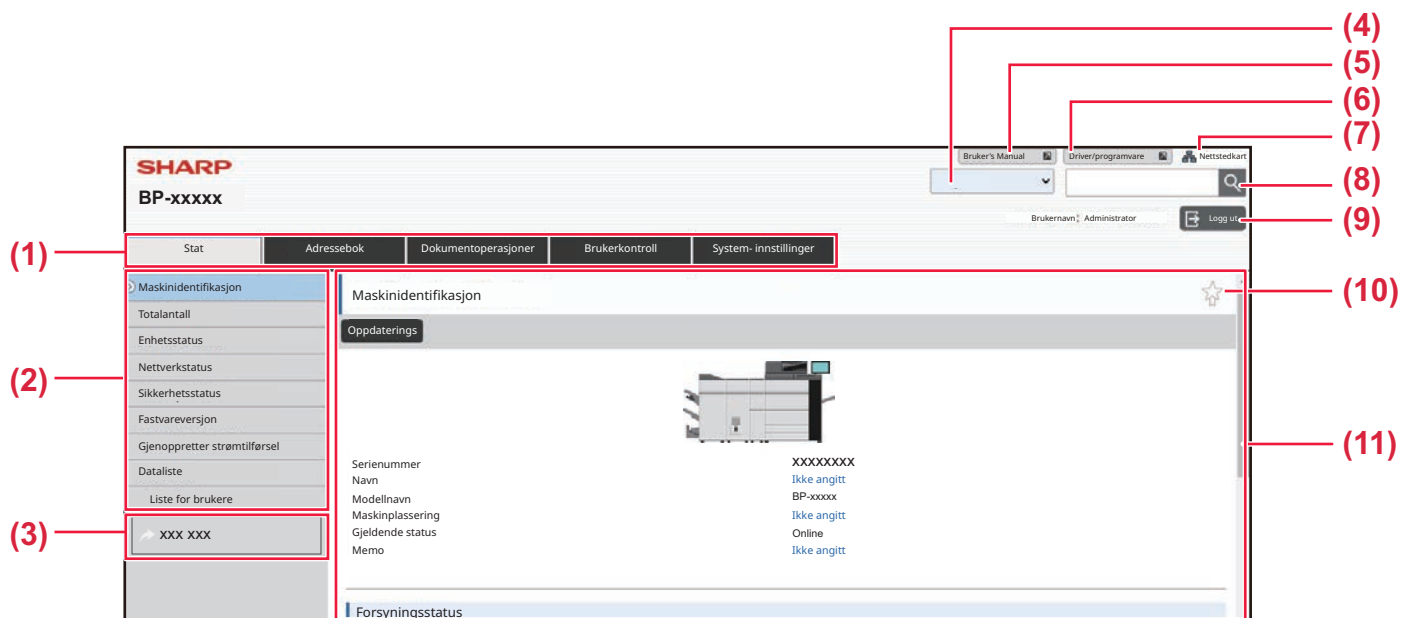 (4)
(5)
(6)
(7)
SHARP
Bruker's Manual Driver/programvare Nettstedkart
BP-xxxxx
(8)
Brukernavn: Administrator Logg ut
(9)
(1)
Stat Adressebok Dokumentoperasjoner Brukerkontroll System- innstillinger
Maskinidentifikasjon
Totalantall
Enhetsstatus
Nettverkstatus
Sikkerhetsstatus
Fastvareversjon
Gjenoppretter strømtilførsel
Dataliste
Liste for brukere
(2)
(3)
XXX XXX
Maskinidentifikasjon
(10)
Oppdaterings
Serienummer XXXXXXXX
Navn Ikke angitt
Modellnavn BP-xxxxx
Maskinplassering Ikke angitt
Gjeldende status Online
Memo Ikke angitt
(11)
Forsyningsstatus